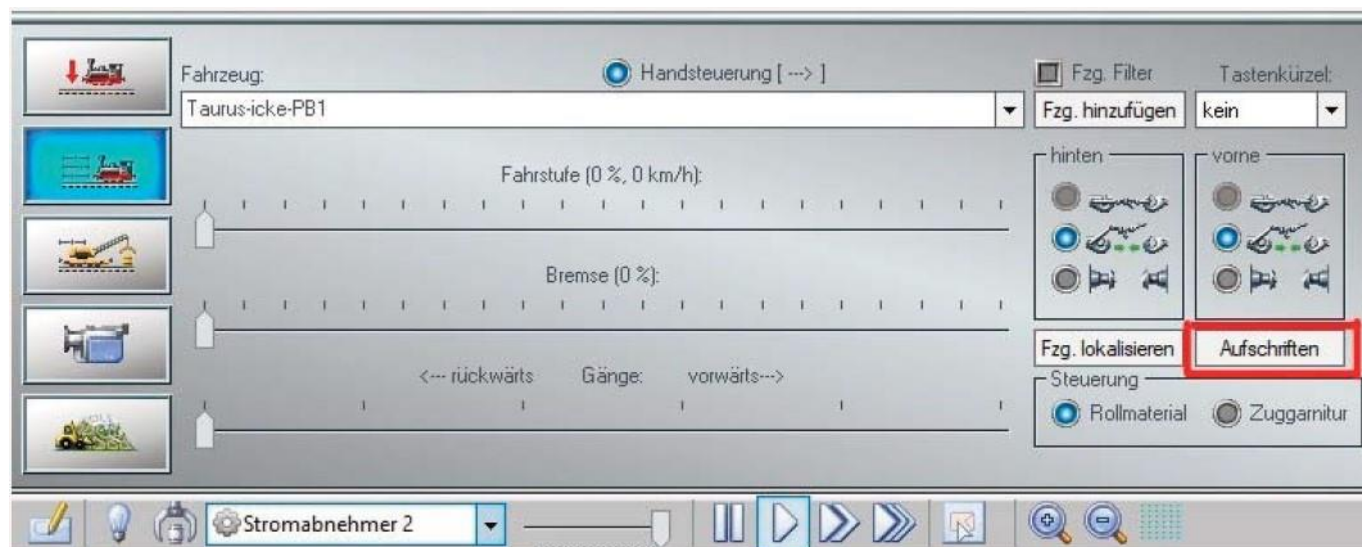 Fahrzeug:
Handsteuerung [ ---> ]
Fzg. Filter
Tastenkürzel:
Taurus-icke-PB1
Fzg. hinzufügen
kein
hinten
vorne
Fahrstufe (0 %, 0 km/h):
Bremse (0 %):
Fzg. lokalisieren
Aufschriften
<--- rückwärts Gänge: vorwärts--->
Steuerung
Rollmaterial
Zuggarnitur
Stromabnehmer 2